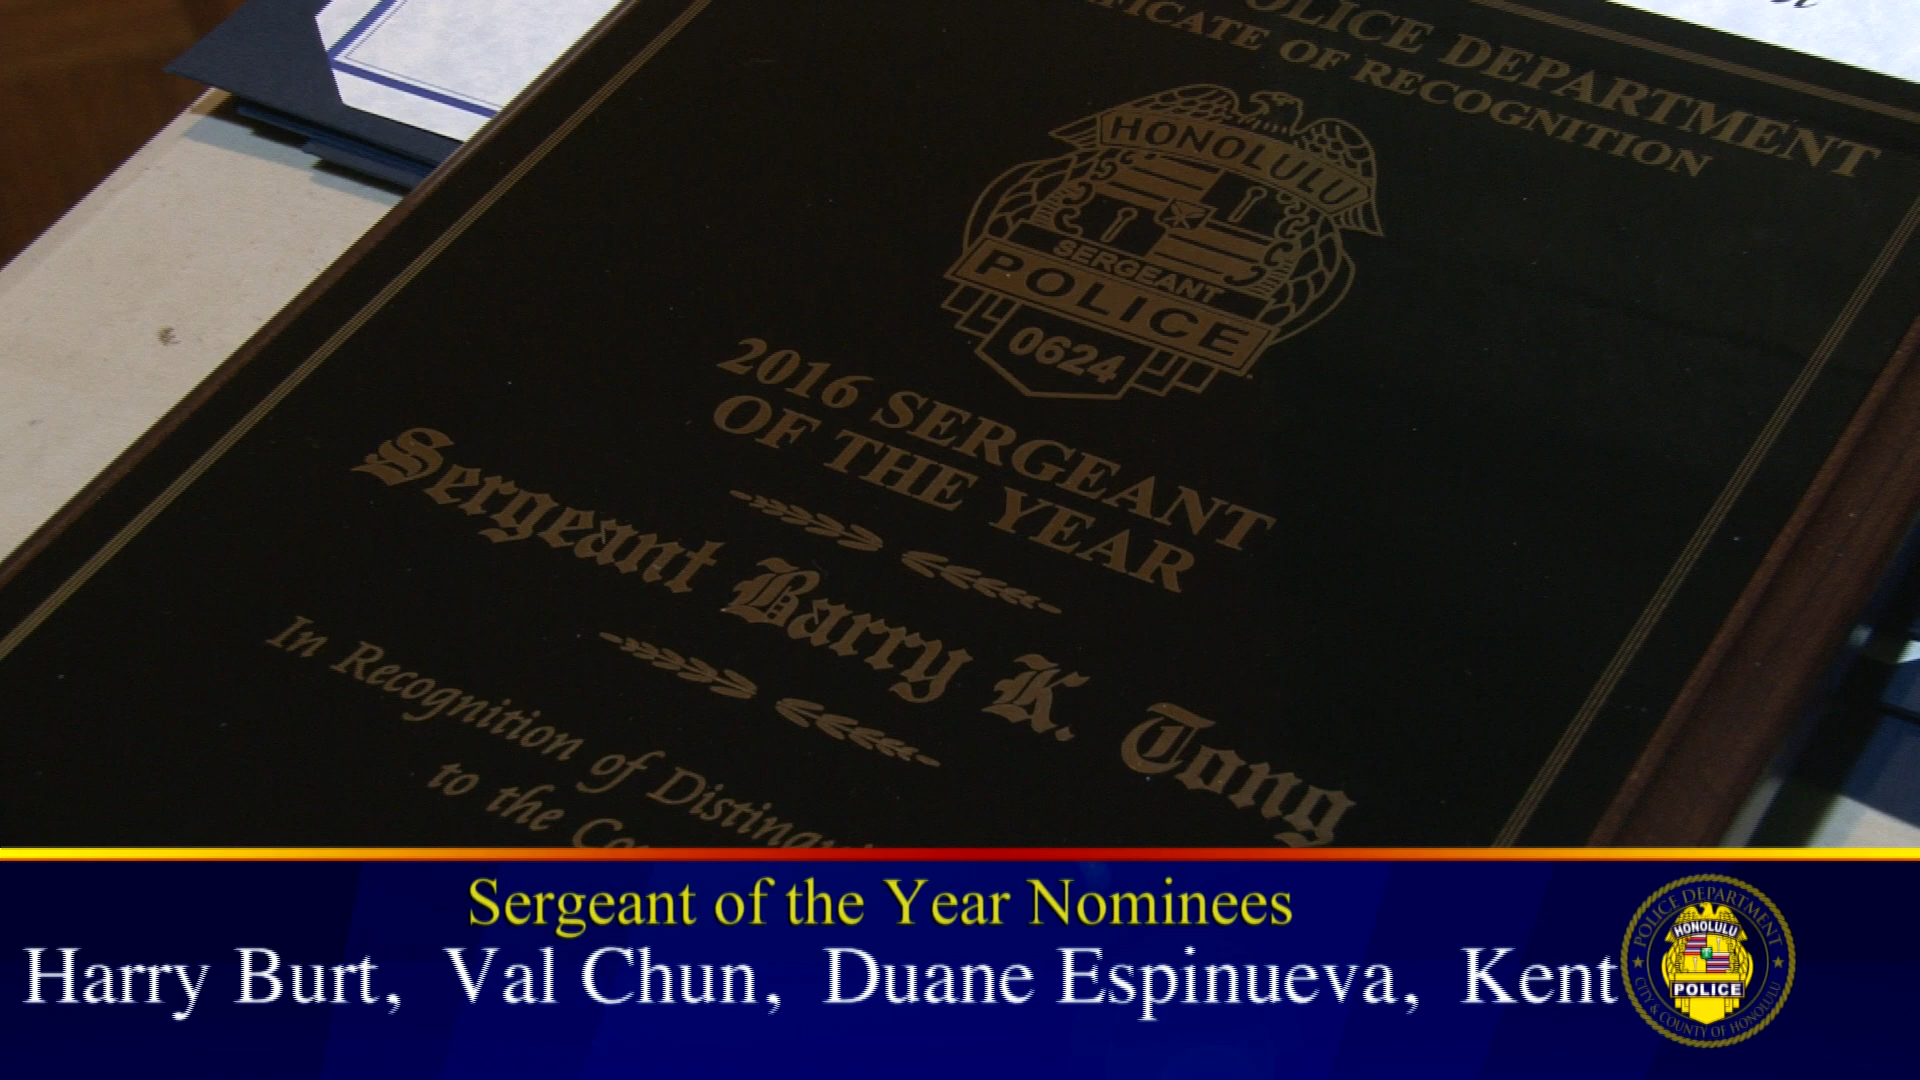 POLICE DEPARTMENT
OF RECOGNITION
HONOLULU
SERGEANT
POLICE
0624
2016 SERGEANT
OF THE YEAR
Sergeant Barry K. Tong
In Recognition of
to the
Sergeant of the Year Nominees
Harry Burt, Val Chun, Duane Espinueva, Kent
POLICE DEPARTMENT
HONOLULU
POLICE
CITY & COUNTY OF HONOLULU